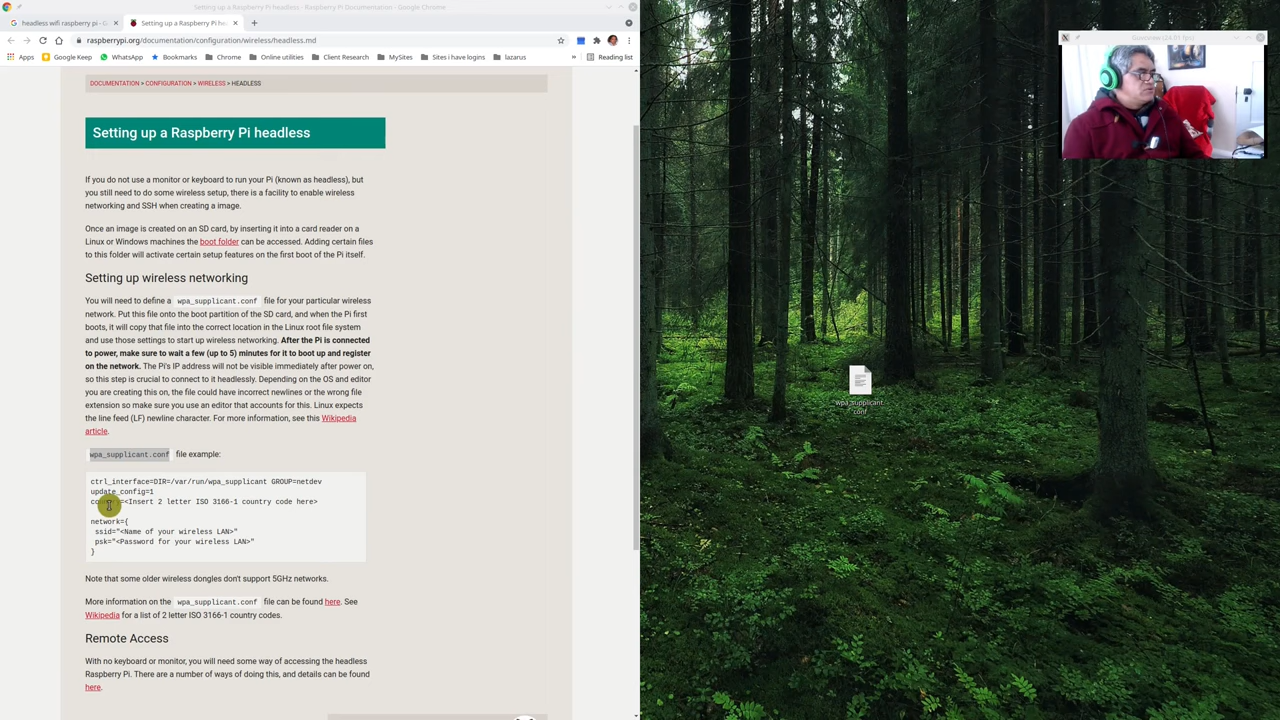 Setting up a Raspberry Pi headless - Raspberry Pi Documentation - Google Chrome
headless wifi raspberry pi - G
Setting up a Raspberry Pi hea
raspberrypi.org/documentation/configuration/wireless/headless.md
Apps
Google Keep
WhatsApp
Bookmarks
Chrome
Online utilities
Client Research
MySites
Sites i have logins
lazarus
»
Reading list
DOCUMENTATION > CONFIGURATION > WIRELESS > HEADLESS
Setting up a Raspberry Pi headless
If you do not use a monitor or keyboard to run your Pi (known as headless), but
you still need to do some wireless setup, there is a facility to enable wireless
networking and SSH when creating a image.
Once an image is created on an SD card, by inserting it into a card reader on a
Linux or Windows machines the boot folder can be accessed. Adding certain files
to this folder will activate certain setup features on the first boot of the Pi itself.
Setting up wireless networking
You will need to define a wpa_supplicant.conf file for your particular wireless
network. Put this file onto the boot partition of the SD card, and when the Pi first
boots, it will copy that file into the correct location in the Linux root file system
and use those settings to start up wireless networking. After the Pi is connected
to power, make sure to wait a few (up to 5) minutes for it to boot up and register
on the network. The Pi's IP address will not be visible immediately after power on,
so this step is crucial to connect to it headlessly. Depending on the OS and editor
you are creating this on, the file could have incorrect newlines or the wrong file
extension so make sure you use an editor that accounts for this. Linux expects
the line feed (LF) newline character. For more information, see this Wikipedia
article.
wpa_supplicant.conf file example:
ctrl_interface=DIR=/var/run/wpa_supplicant GROUP=netdev
update_config=1
<Insert 2 letter ISO 3166-1 country code here>
network={
ssid="<Name of your wireless LAN>"
psk="<Password for your wireless LAN>"
}
Note that some older wireless dongles don't support 5GHz networks.
More information on the wpa_supplicant.conf file can be found here. See
Wikipedia for a list of 2 letter ISO 3166-1 country codes.
Remote Access
With no keyboard or monitor, you will need some way of accessing the headless
Raspberry Pi. There are a number of ways of doing this, and details can be found
here.
wpa_supplicant.
conf